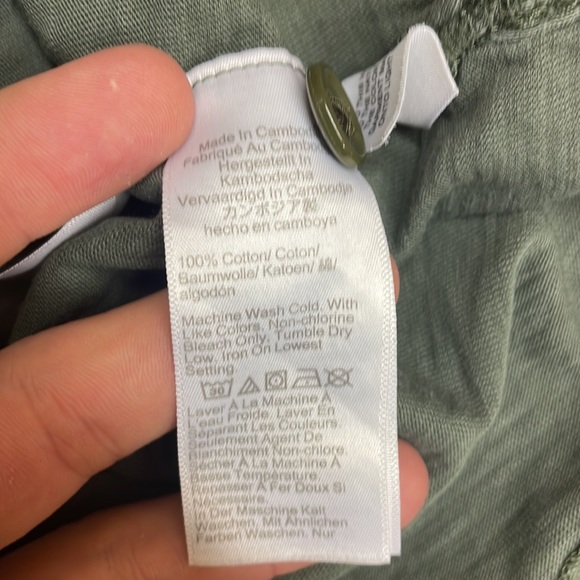 Made In
Fabriqué Au
Hergestellt In
Kambodscha
Vervaardigd In Cambodja
カンボジア製
hecho en camboya
100% Cotton/ Coton/
Baumwolle/ Katoen/ 綿/
algodón
Machine Wash Cold. With
Like Colors, Non-chlorine
Bleach Only, Tumble Dry
Low, Iron On Lowest
Setting.
30
Laver À La Machine À
L'eau Froide. Laver En
Séparant Les Couleurs.
Seulement Agent De
Blanchiment Non-chlore.
Sécher À La Machine À
Basse Température.
Repasser À Fer Doux Si
Nécessaire.
In Der Maschine Kalt
Waschen, Mit Ähnlichen
Farben Waschen. Nur